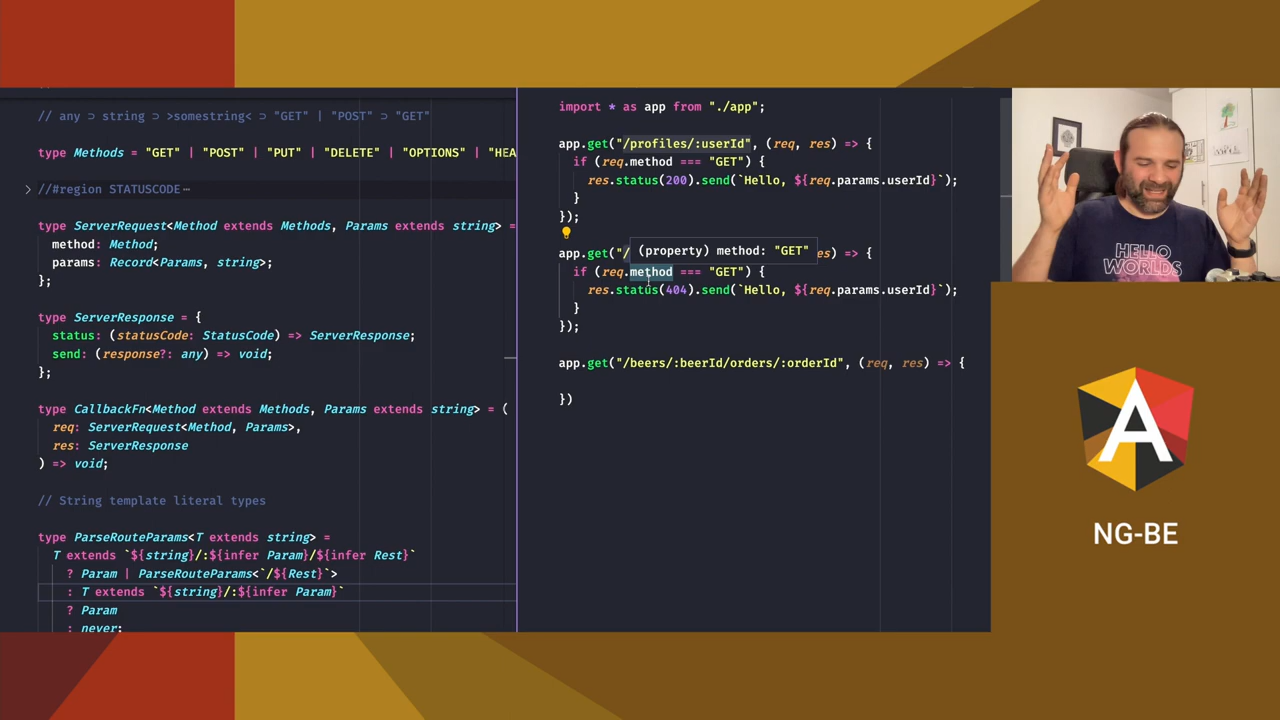 // any ⊃ string ⊃ >somestring< ⊃ "GET" | "POST" ⊃ "GET"
type Methods = "GET" | "POST" | "PUT" | "DELETE" | "OPTIONS" | "HEA
//#region STATUSCODE⋯
type ServerRequest<Method extends Methods, Params extends string> =
method: Method;
params: Record<Params, string>;
};
type ServerResponse = {
status: (statusCode: StatusCode) => ServerResponse;
send: (response?: any) => void;
};
type CallbackFn<Method extends Methods, Params extends string> = (
req: ServerRequest<Method, Params>,
res: ServerResponse
) => void;
// String template literal types
type ParseRouteParams<T extends string> =
T extends `${string}/:${infer Param}/${infer Rest}`
? Param | ParseRouteParams<`/${Rest}`>
: T extends `${string}/:${infer Param}`
? Param
: never;
import * as app from "./app";
app.get("/profiles/:userId", (req, res) => {
if (req.method === "GET") {
res.status(200).send(`Hello, ${req.params.userId}`);
}
});
app.get("/ (property) method: "GET" es) => {
if (req.method === "GET") {
res.status(404).send(`Hello, ${req.params.userId}`);
}
});
app.get("/beers/:beerId/orders/:orderId", (req, res) => {
})
HELLO
WORLDS
A
NG-BE